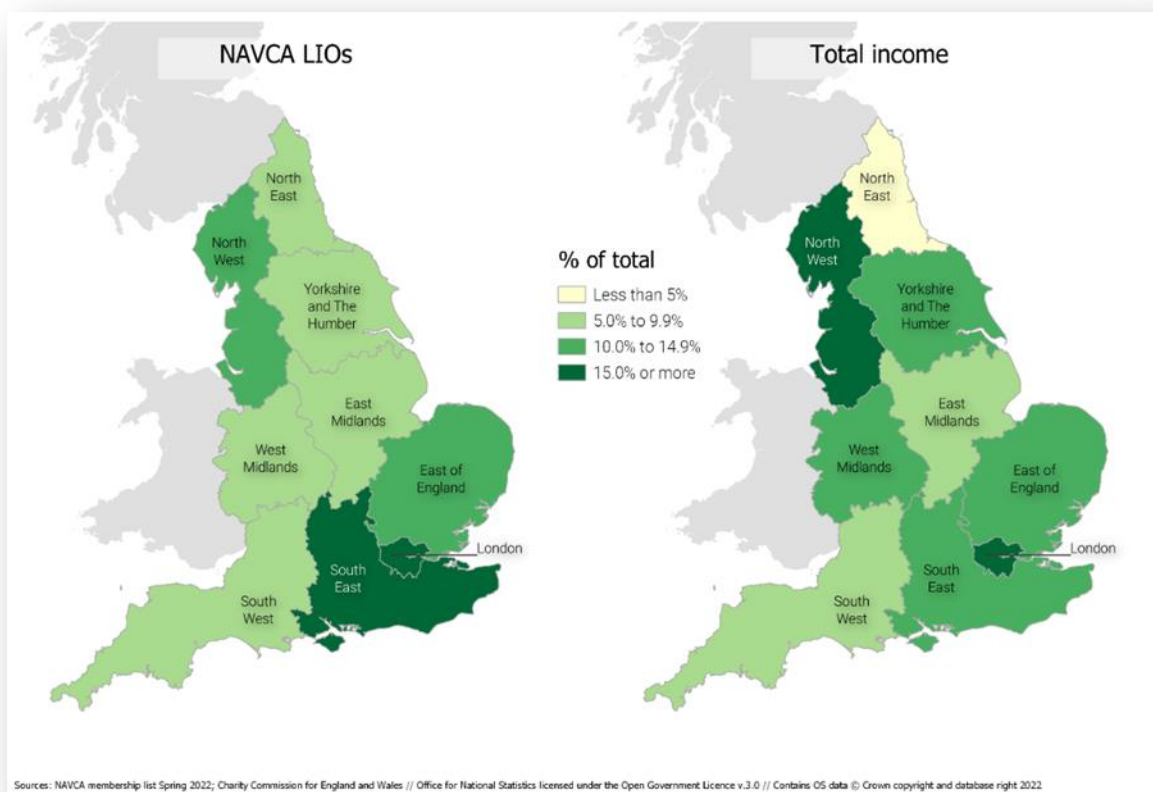 NAVCA LIOs
Total income
North
East
North
West
Yorkshire
and The
Humber
East
Midlands
West
Midlands
East of
England
London
South
East
South
West
% of total
Less than 5%
5.0% to 9.9%
10.0% to 14.9%
15.0% or more
North
East
North
West
Yorkshire
and The
Humber
East
Midlands
West
Midlands
East of
England
London
South
East
South
West
Sources: NAVCA membership list Spring 2022; Charity Commission for England and Wales // Office for National Statistics licensed under the Open Government Licence v.3.0 // Contains OS data © Crown copyright and database right 2022